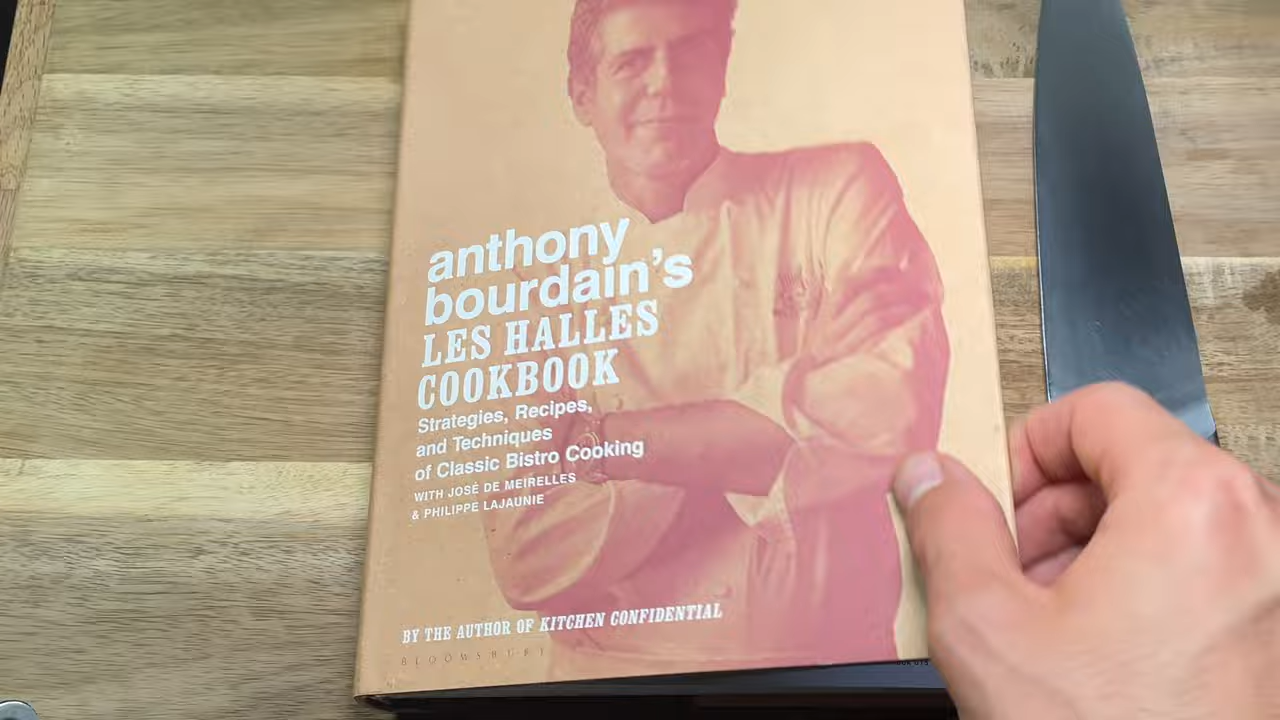 anthony
bourdain's
LES HALLES
COOKBOOK
Strategies, Recipes,
and Techniques
of Classic Bistro Cooking
WITH JOSÉ DE MEIRELLES
& PHILIPPE LAJAUNIE
BY THE AUTHOR OF KITCHEN CONFIDENTIAL
BLOOMSBURY